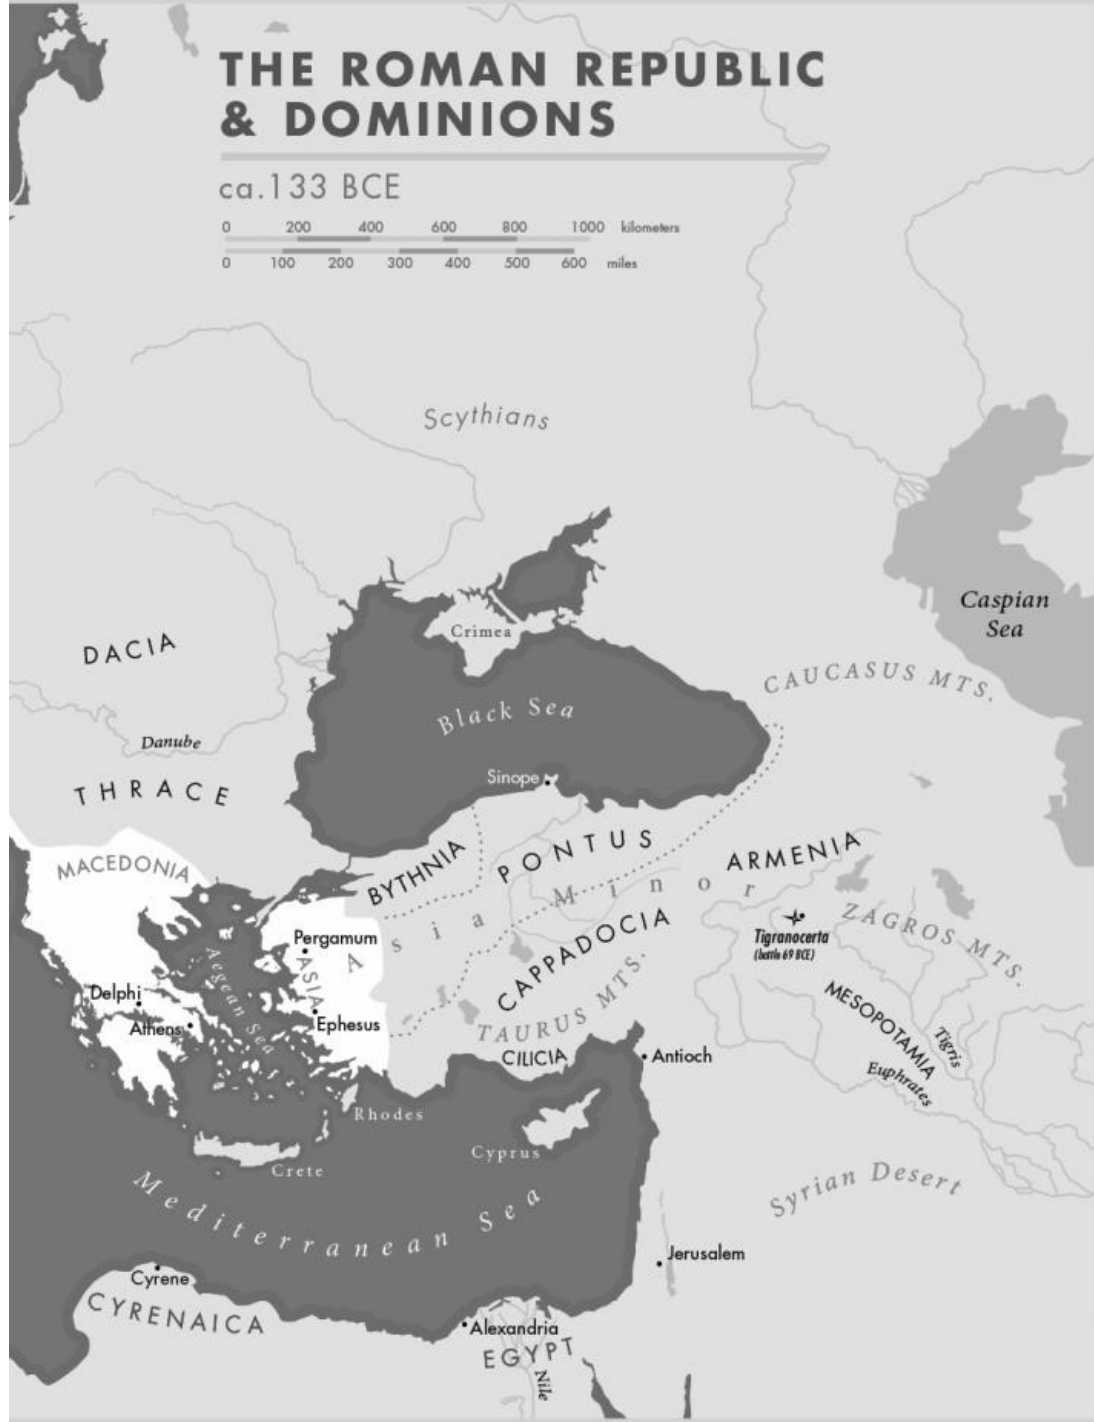 THE ROMAN REPUBLIC
& DOMINIONS
ca.133 BCE
0 200 400 600 800 1000 kilometers
0 100 200 300 400 500 600 miles
Scythians
Caspian
Sea
Crimea
DACIA
CAUCASUS MTS.
Black Sea
Danube
Sinope
THRACE
PONTUS
BYTHNIA
ARMENIA
MACEDONIA
Asia Minor
ZAGROS MTS.
CAPPADOCIA
Tigranocerta
(battle 69 BCE)
Pergamum
ASIA
Aegean Sea
Delphi
Athens
Ephesus
TAURUS MTS.
MESOPOTAMIA
Tigris
CILICIA
Antioch
Euphrates
Rhodes
Cyprus
Crete
Syrian Desert
Mediterranean Sea
Jerusalem
Cyrene
CYRENAICA
Alexandria
EGYPT
Nile